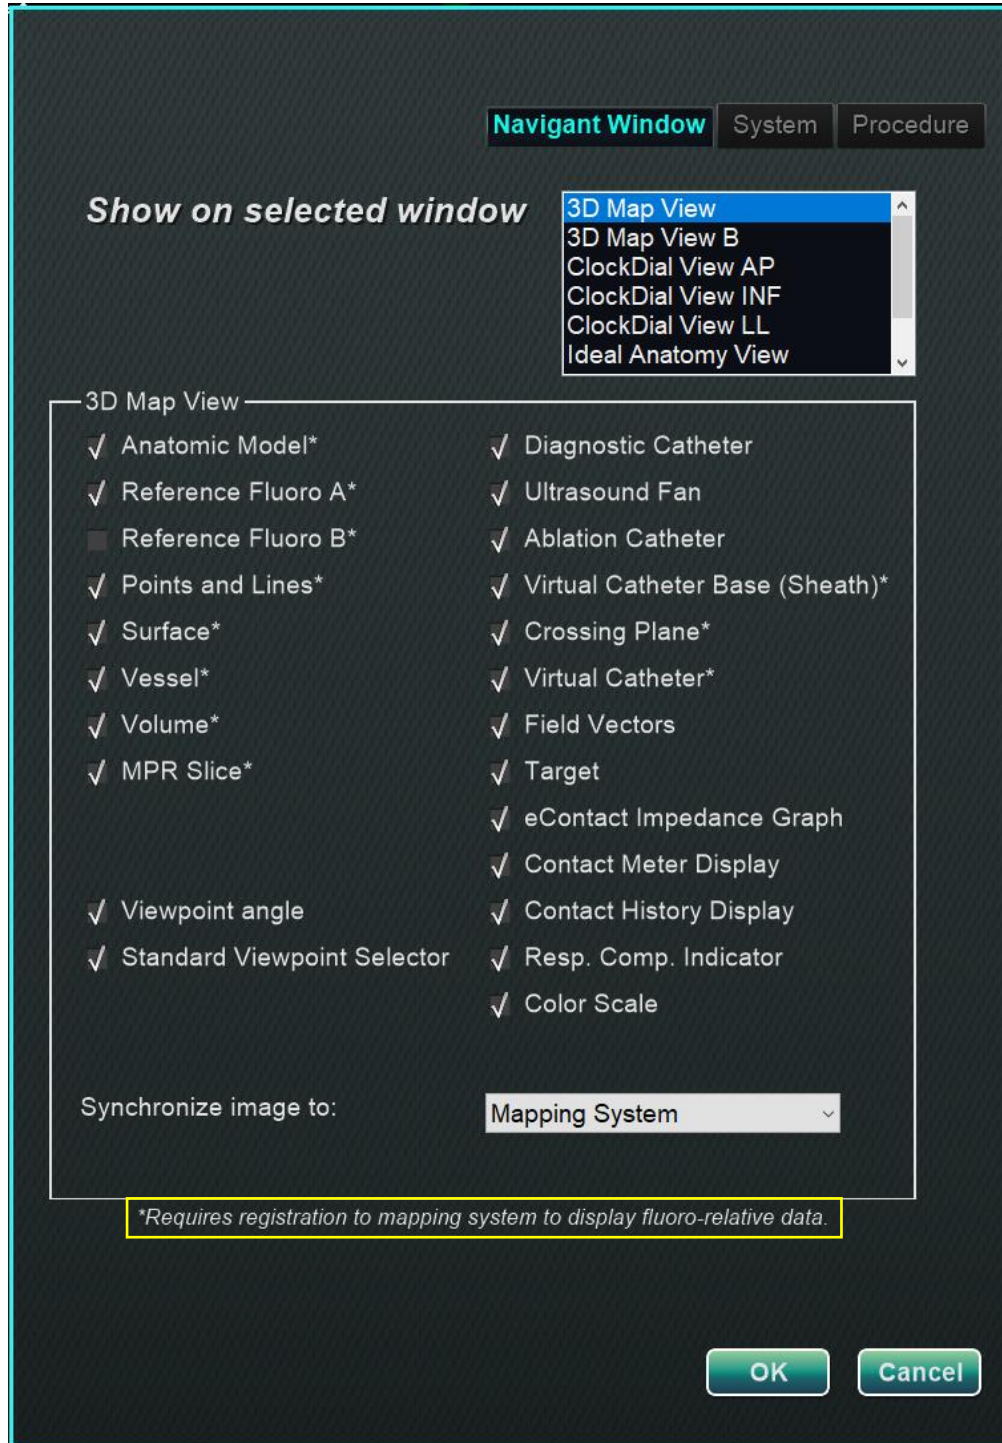 Navigant Window System Procedure
Show on selected window
3D Map View
3D Map View B
ClockDial View AP
ClockDial View INF
ClockDial View LL
Ideal Anatomy View
3D Map View
Anatomic Model*
Reference Fluoro A*
Reference Fluoro B*
Points and Lines*
Surface*
Vessel*
Volume*
MPR Slice*
Viewpoint angle
Standard Viewpoint Selector
Diagnostic Catheter
Ultrasound Fan
Ablation Catheter
Virtual Catheter Base (Sheath)*
Crossing Plane*
Virtual Catheter*
Field Vectors
Target
eContact Impedance Graph
Contact Meter Display
Contact History Display
Resp. Comp. Indicator
Color Scale
Synchronize image to: Mapping System
*Requires registration to mapping system to display fluoro-relative data.
OK Cancel